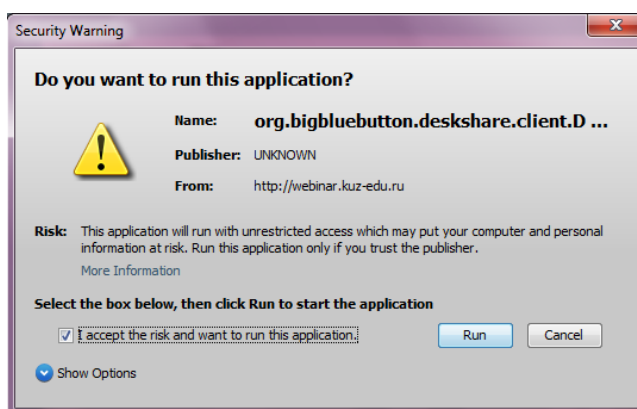 Security Warning
Do you want to run this application?
Name: org.bigbluebutton.deskshare.client.D ...
Publisher: UNKNOWN
From: http://webinar.kuz-edu.ru
Risk: This application will run with unrestricted access which may put your computer and personal
information at risk. Run this application only if you trust the publisher.
More Information
Select the box below, then click Run to start the application
I accept the risk and want to run this application. Run Cancel
Show Options